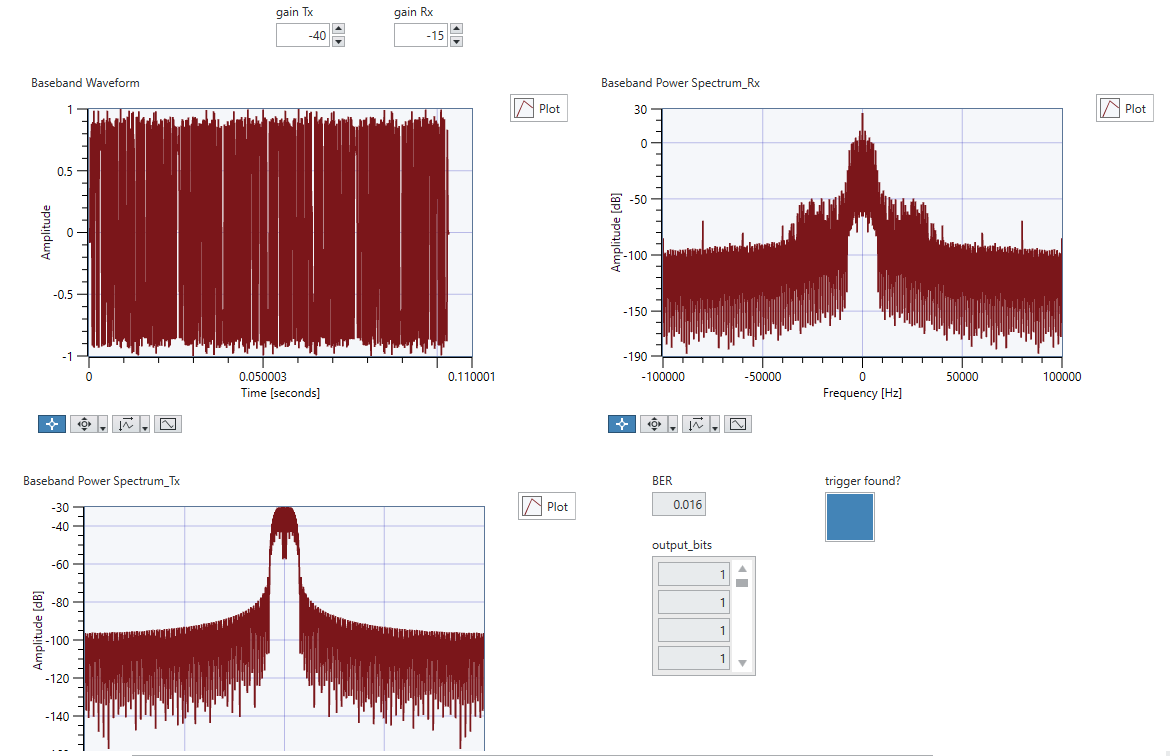 gain Tx
gain Rx
-40
-15
Baseband Waveform
Plot
1
0.5
0
-0.5
-1
Amplitude
0
0.050003
0.110001
Time [seconds]
Baseband Power Spectrum_Rx
Plot
30
0
-50
-100
-150
-190
Amplitude [dB]
-100000
-50000
0
50000
100000
Frequency [Hz]
Baseband Power Spectrum_Tx
Plot
-30
-40
-60
-80
-100
-120
-140
Amplitude [dB]
BER
0.016
trigger found?
output_bits
1
1
1
1